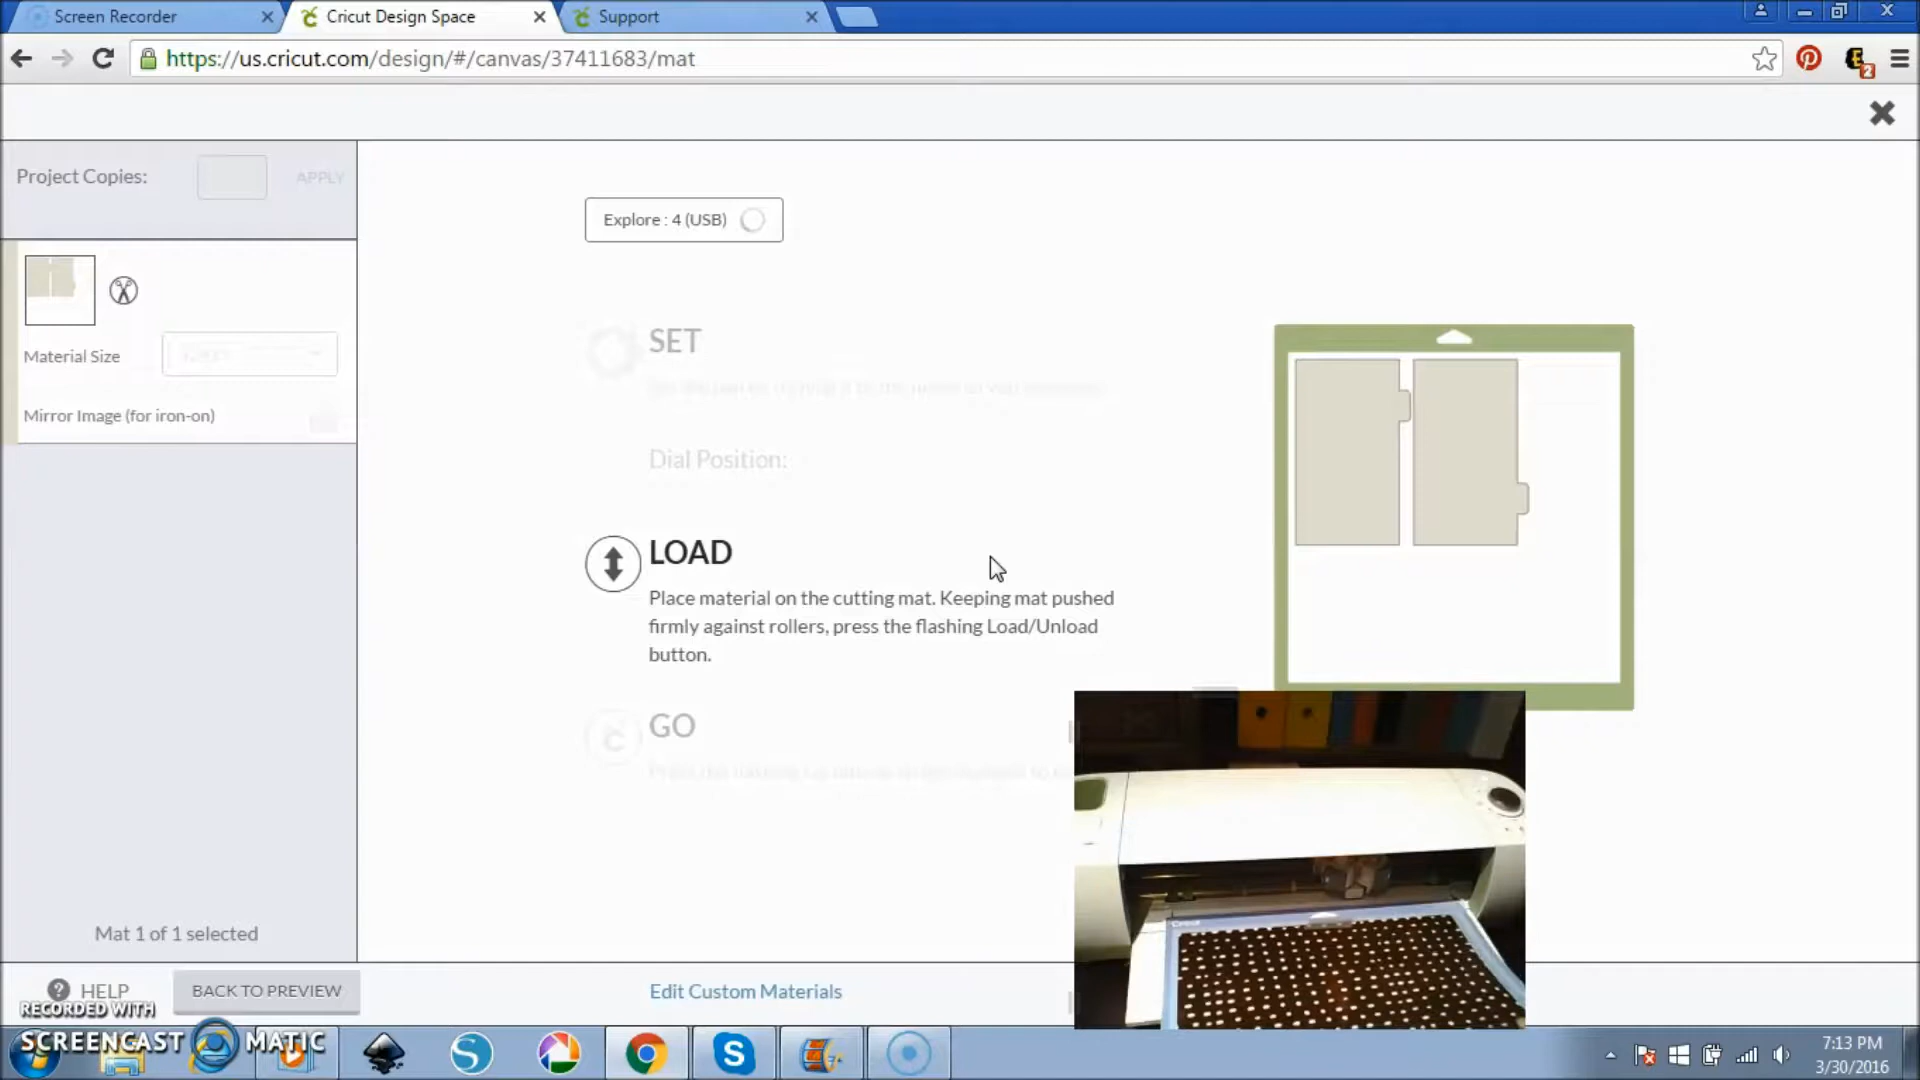 Screen Recorder
Cricut Design Space
Support
https://us.cricut.com/design/#/canvas/37411683/mat
2
Project Copies:
APPLY
Explore : 4 (USB)
SET
Material Size
Mirror Image (for iron-on)
Dial Position:
LOAD
Place material on the cutting mat. Keeping mat pushed
firmly against rollers, press the flashing Load/Unload
button.
GO
Mat 1 of 1 selected
HELP
BACK TO PREVIEW
Edit Custom Materials
RECORDED WITH
SCREENCAST MATIC
7:13 PM
3/30/2016